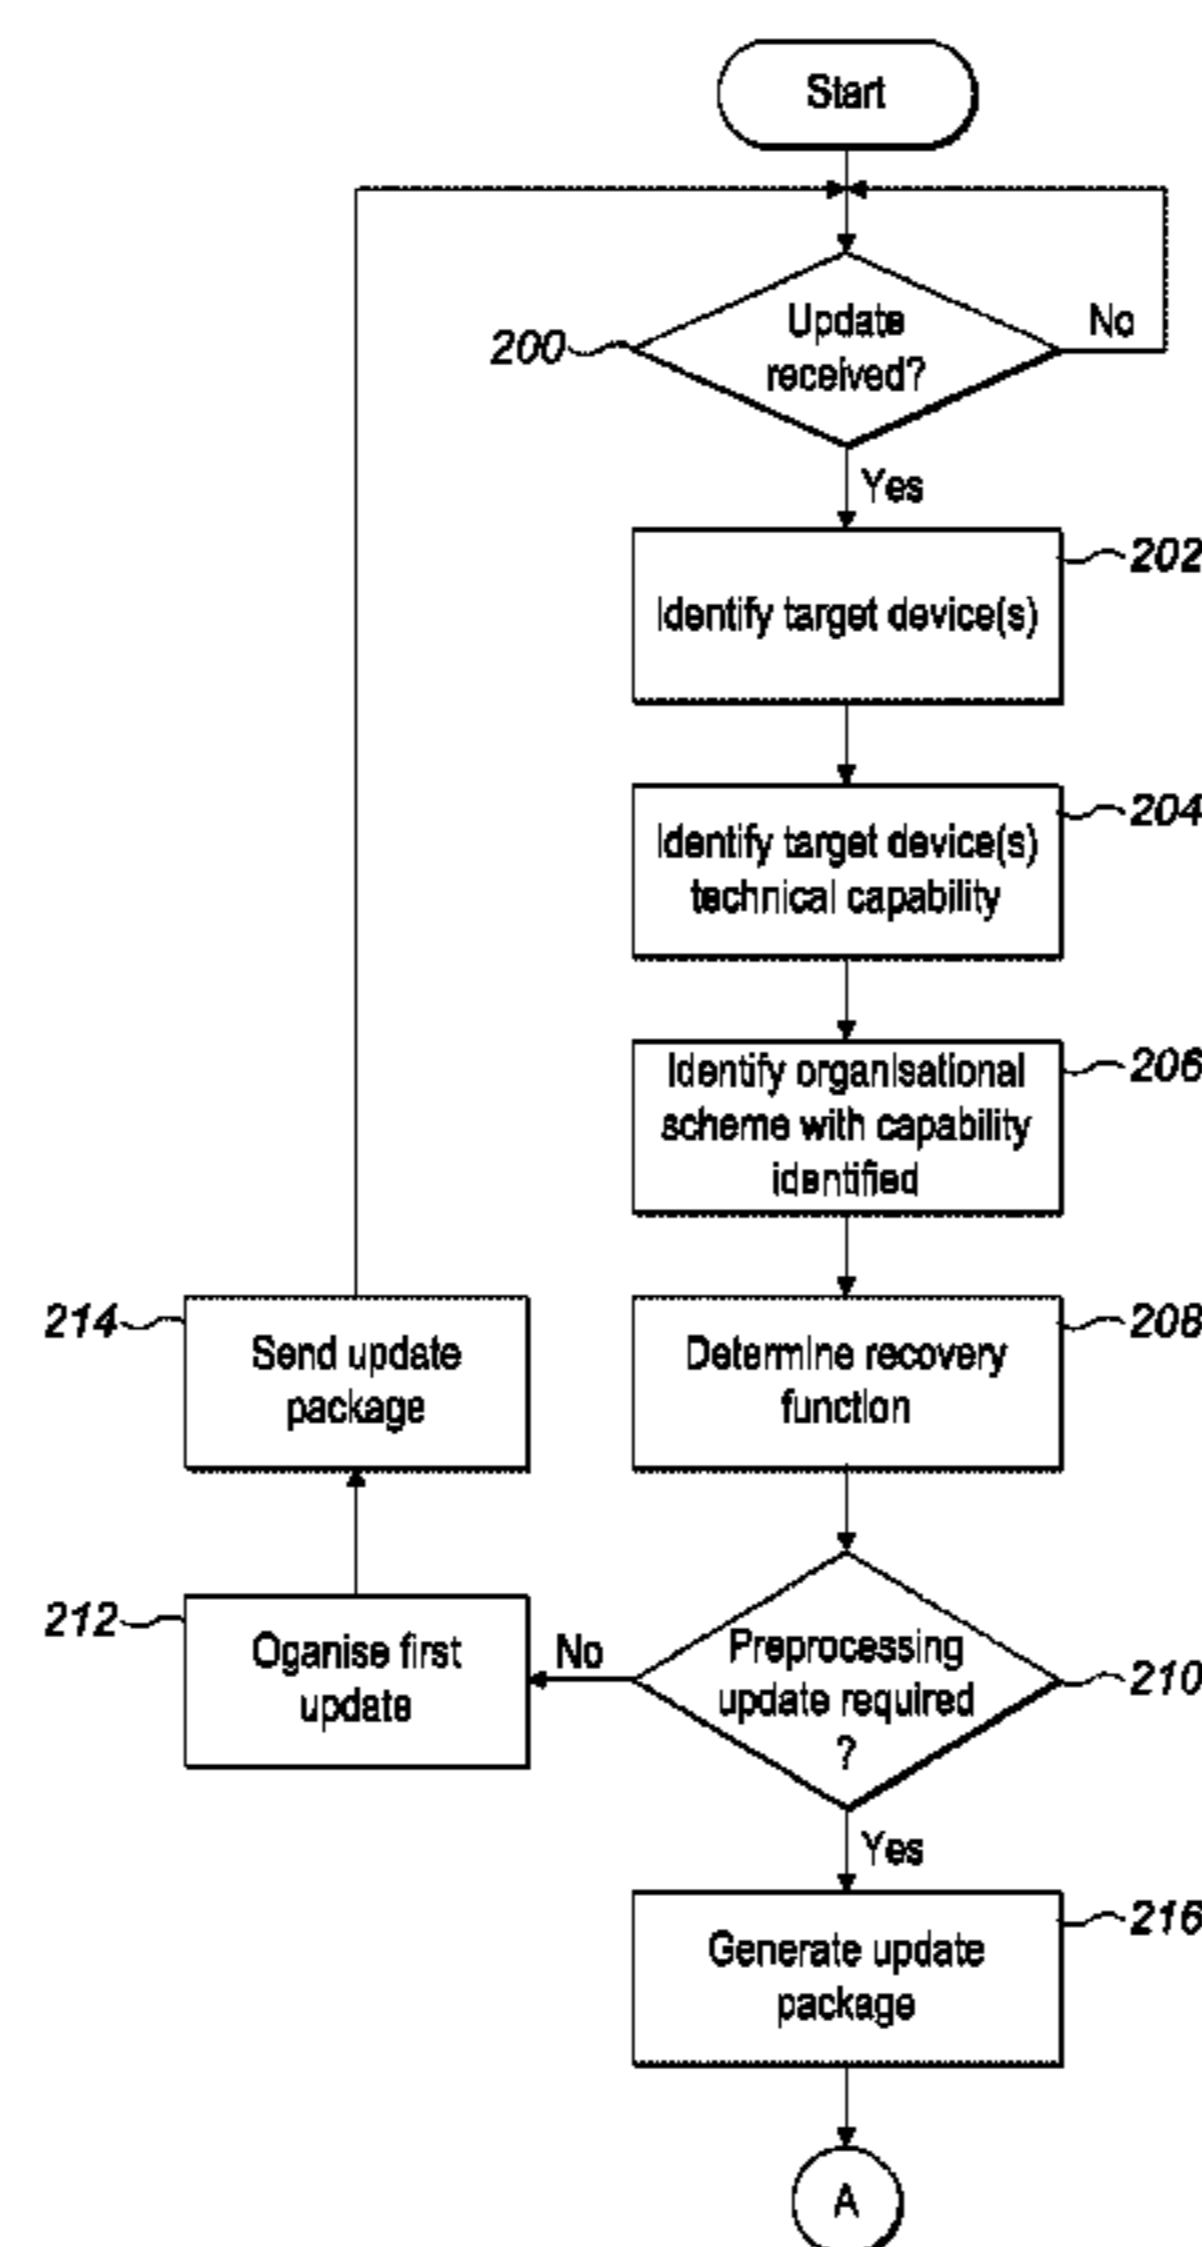 Start
Update
received?
No
200
Yes
202
Identify target device(s)
204
Identify target device(s)
technical capability
206
Identify organisational
scheme with capability
identified
214
Send update
package
208
Determine recovery
function
212
Oganise first
update
No
Preprocessing
update required
?
210
Yes
216
Generate update
package
A